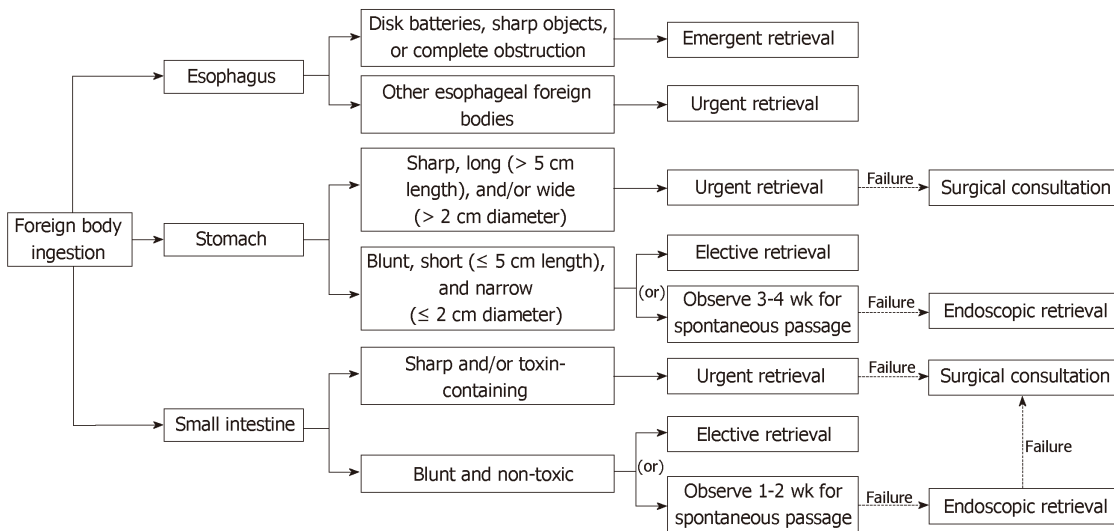 Foreign body
ingestion
Esophagus
Disk batteries, sharp objects,
or complete obstruction
Emergent retrieval
Other esophageal foreign
bodies
Urgent retrieval
Stomach
Sharp, long (> 5 cm
length), and/or wide
(> 2 cm diameter)
Urgent retrieval
Failure
Surgical consultation
Blunt, short (≤ 5 cm length),
and narrow
(≤ 2 cm diameter)
(or)
Elective retrieval
Observe 3-4 wk for
spontaneous passage
Failure
Endoscopic retrieval
Small intestine
Sharp and/or toxin-
containing
Urgent retrieval
Failure
Surgical consultation
Blunt and non-toxic
(or)
Elective retrieval
Observe 1-2 wk for
spontaneous passage
Failure
Endoscopic retrieval
Failure